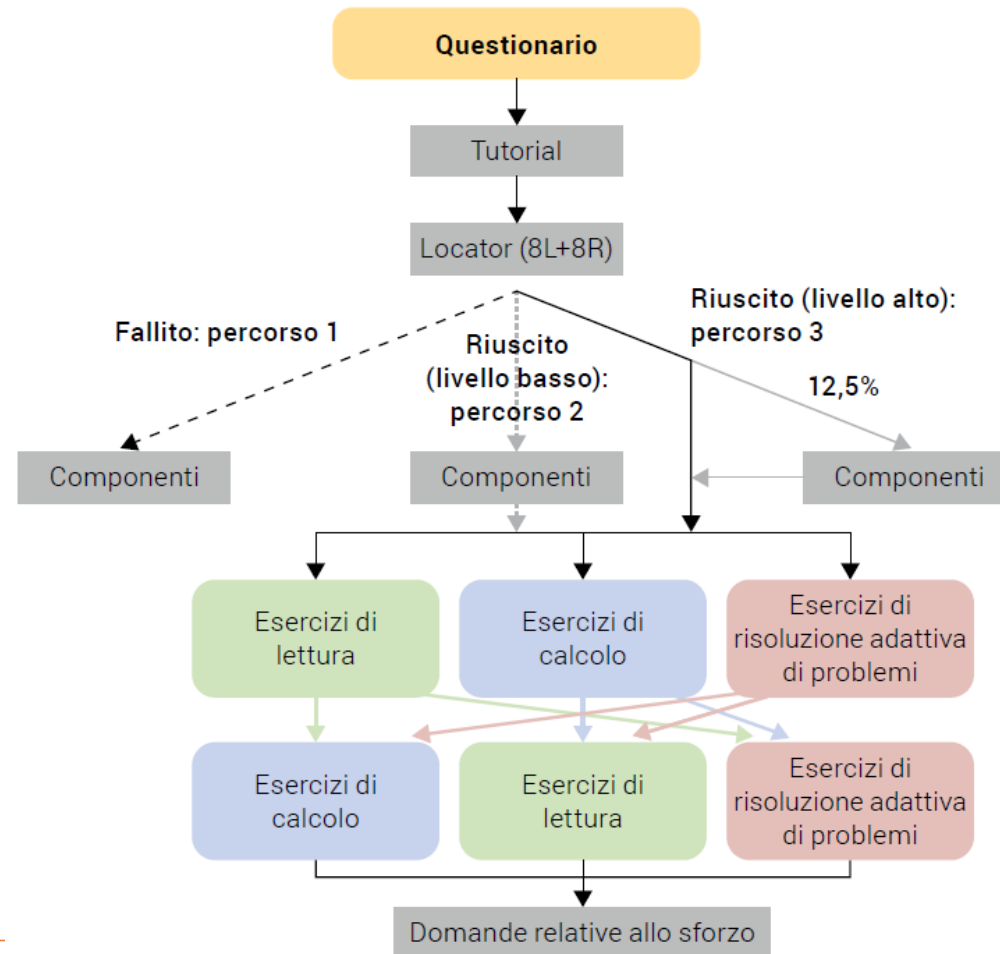 Questionario
Tutorial
Locator (8L+8R)
Fallito: percorso 1
Riuscito
(livello basso):
percorso 2
Riuscito (livello alto):
percorso 3
12,5%
Componenti
Componenti
Componenti
Esercizi di
lettura
Esercizi di
calcolo
Esercizi di
risoluzione adattiva
di problemi
Esercizi di
calcolo
Esercizi di
lettura
Esercizi di
risoluzione adattiva
di problemi
Domande relative allo sforzo